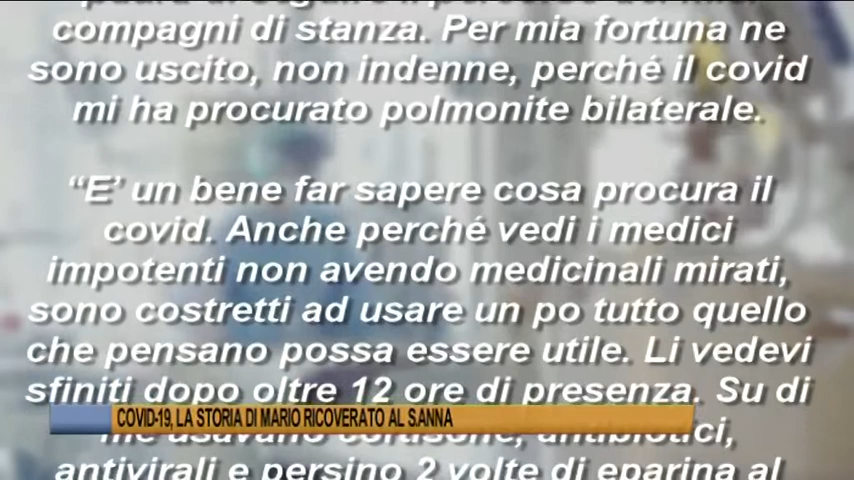 compagni di stanza. Per mia fortuna ne
sono uscito, non indenne, perché il covid
mi ha procurato polmonite bilaterale.
“E’ un bene far sapere cosa procura il
covid. Anche perché vedi i medici
impotenti non avendo medicinali mirati,
sono costretti ad usare un po tutto quello
che pensano possa essere utile. Li vedevi
sfiniti dopo oltre 12 ore di presenza. Su di
COVID-19, LA STORIA DI MARIO RICOVERATO AL S.ANNA
me usavano cortisone, antibiotici,
antivirali e persino 2 volte di eparina al